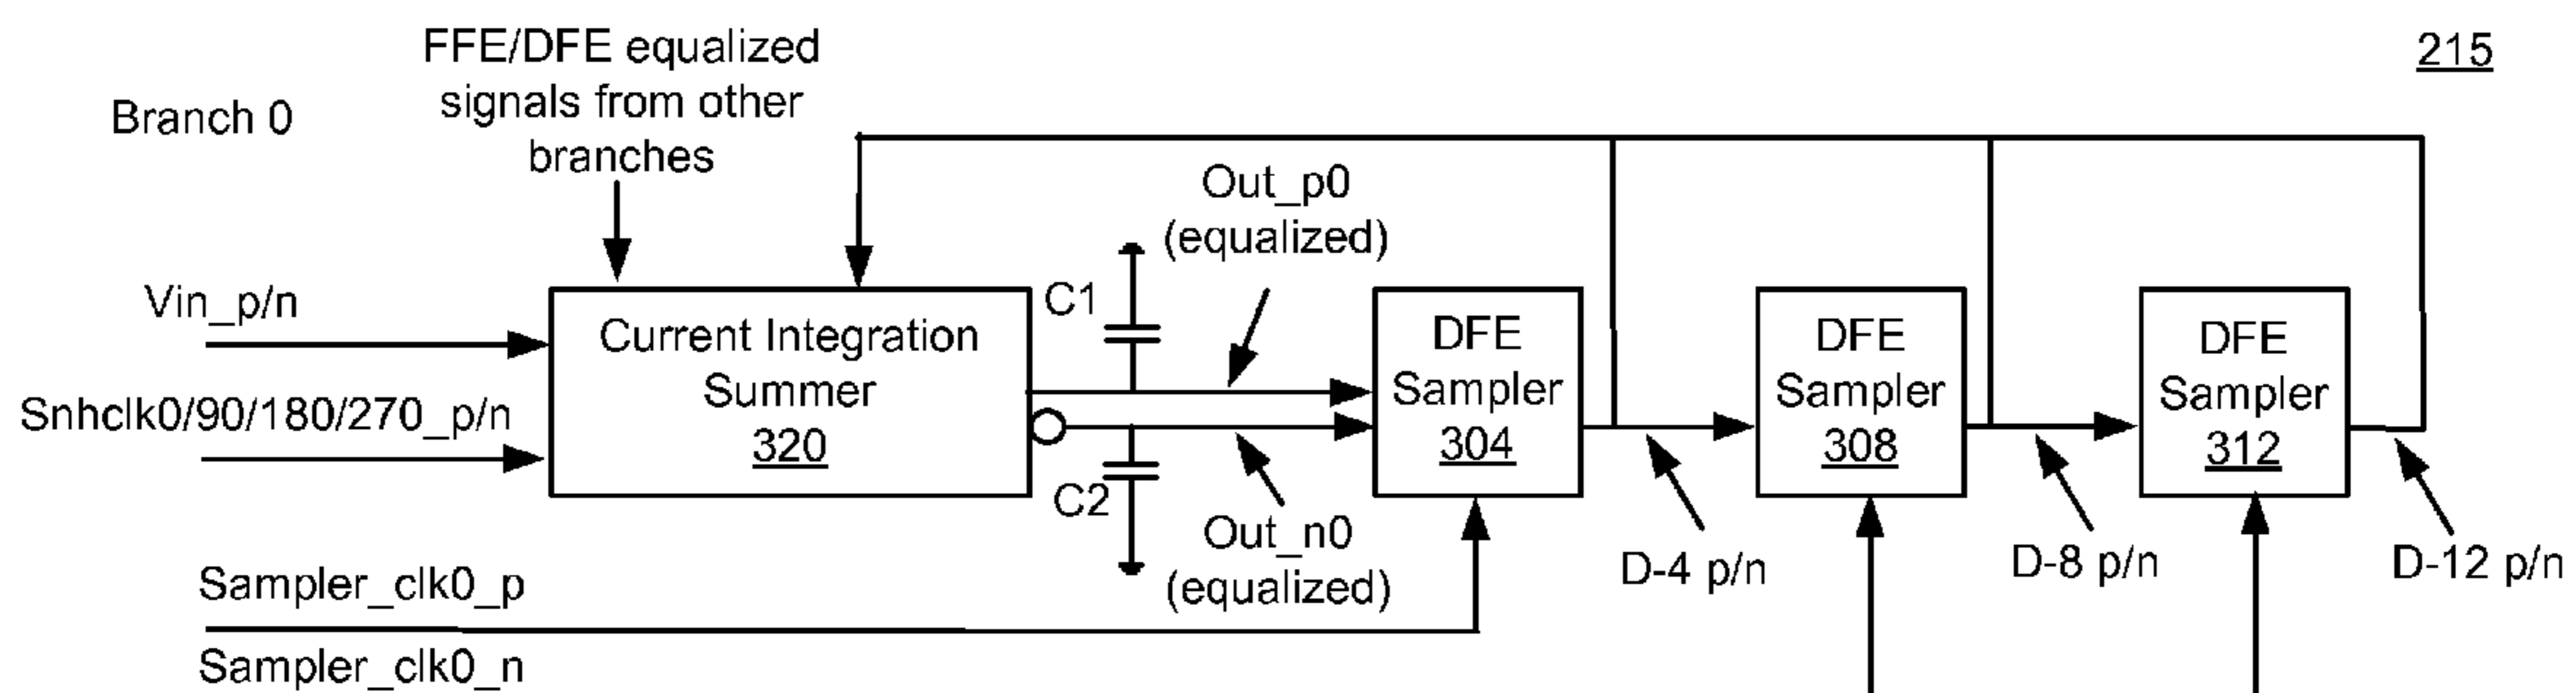 FFE/DFE equalized
signals from other
branches
215
Branch 0
Out_p0
(equalized)
Vin_p/n
C1
Current Integration
Summer
320
DFE
Sampler
304
DFE
Sampler
308
DFE
Sampler
312
Snhclk0/90/180/270_p/n
C2
Out_n0
(equalized)
D-4 p/n
D-8 p/n
D-12 p/n
Sampler_clk0_p
Sampler_clk0_n